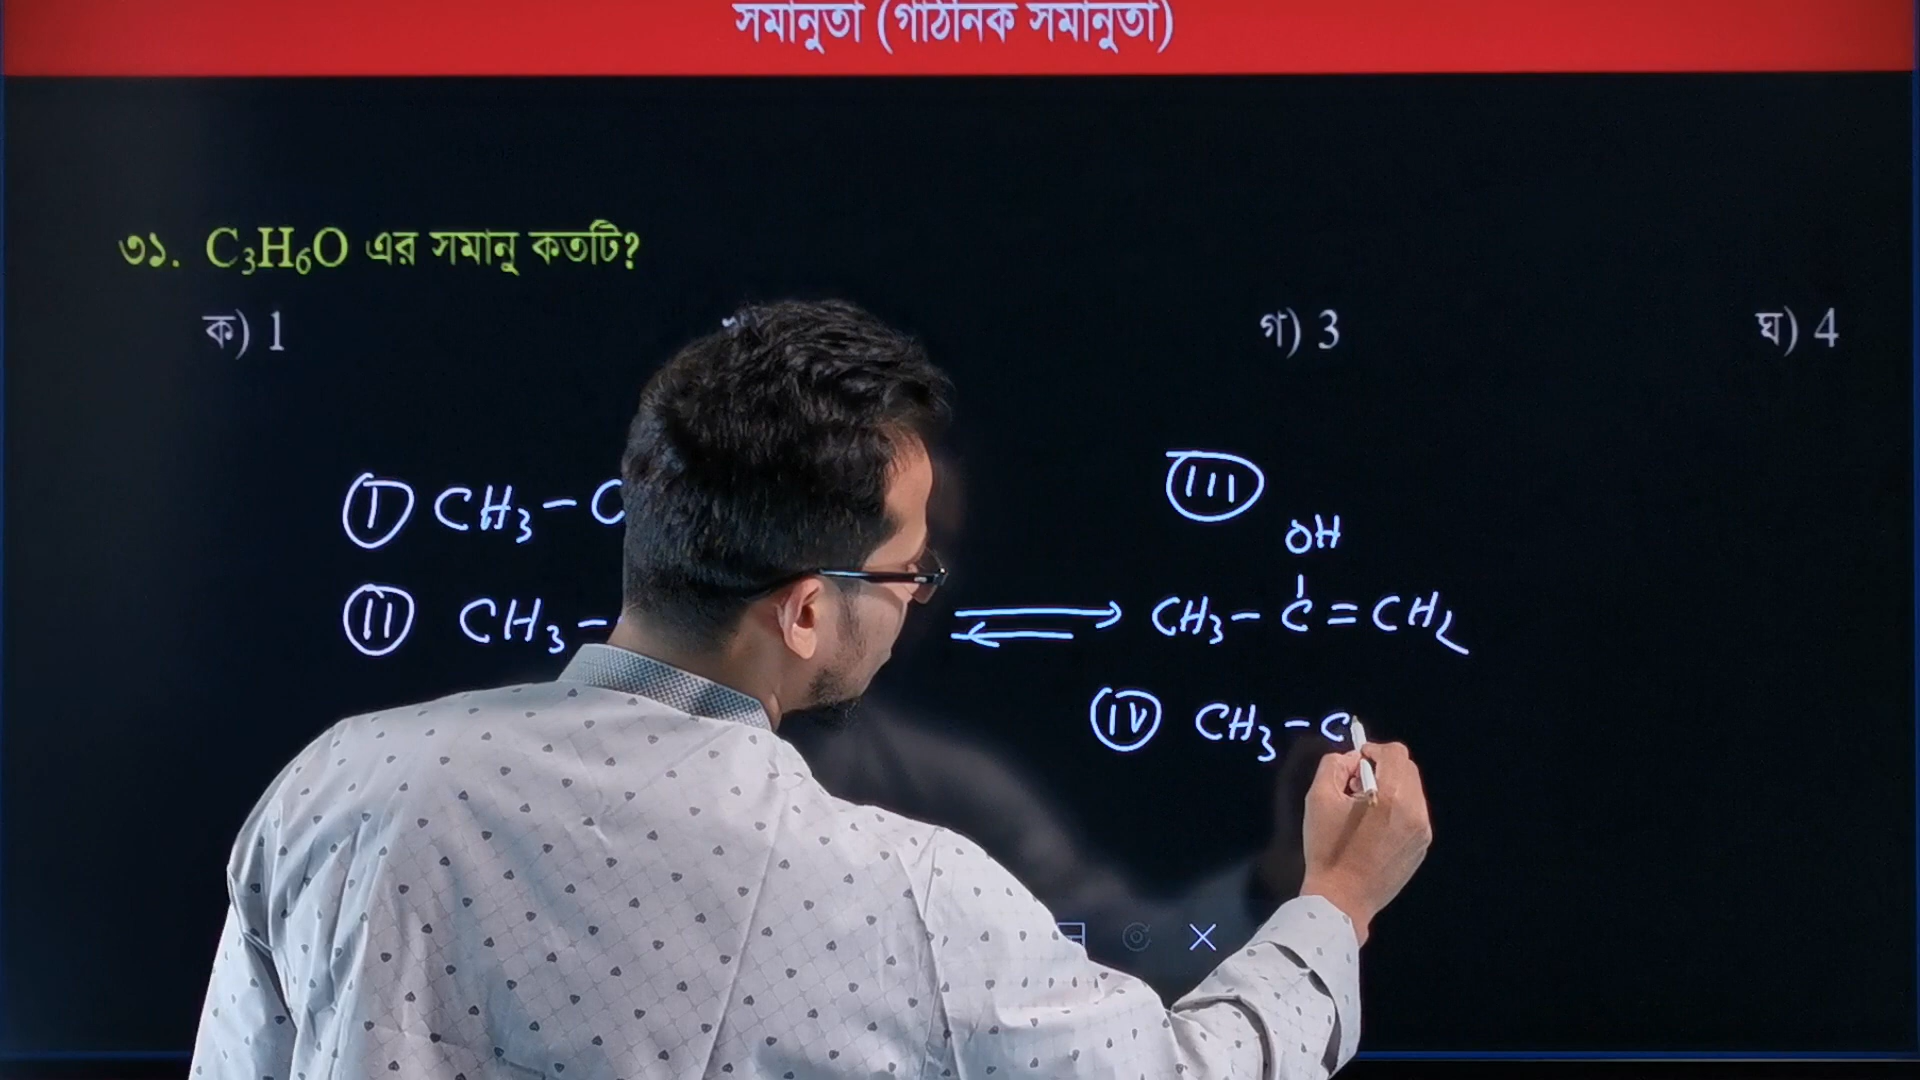 সমানুতা (গাঠনিক সমানুতা)
৩১. C₃H₆O এর সমানু কতটি?
ক) 1 গ) 3 ঘ) 4
I CH₃ – C
III
OH
II CH₃ – ⇌ CH₃ – C = CH₂
IV CH₃ – C